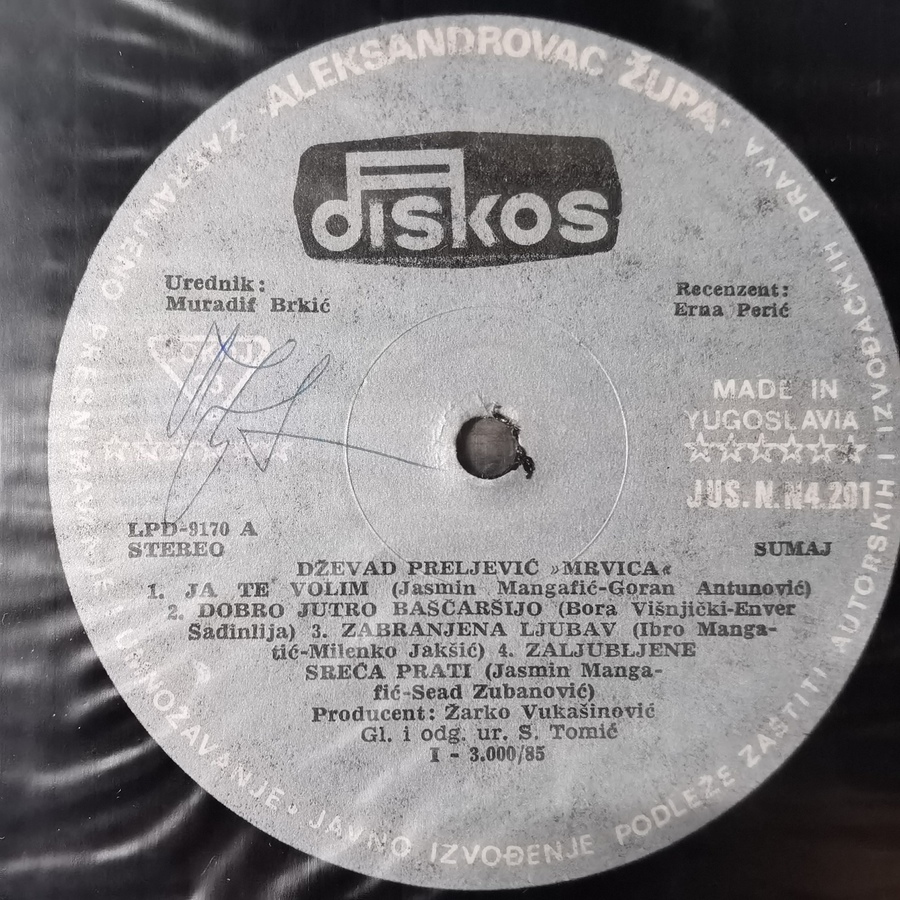 "ALEKSANDROVAC ŽUPA"
diskos
Urednik:
Muradif Brkić
Recenzent:
Erna Perić
MADE IN
YUGOSLAVIA
JUS.N.N4.201
LPD-9170 A
STEREO
SUMAJ
DŽEVAD PRELJEVIĆ »MRVICA«
1. JA TE VOLIM (Jasmin Mangafić-Goran Antunović)
2. DOBRO JUTRO BAŠČARŠIJO (Bora Višnjički-Enver
Šadinlija) 3. ZABRANJENA LJUBAV (Ibro Manga-
tić-Milenko Jakšić) 4. ZALJUBLJENE
SREĆA PRATI (Jasmin Manga-
fić-Sead Zubanović)
Producent: Žarko Vukašinović
Gl. i odg. ur. S. Tomić
I - 3.000/85
ZABRANJENO PRESNIMAVANJE I UMNOŽAVANJE • JAVNO IZVOĐENJE PODLEŽE ZAŠTITI AUTORSKIH I IZVOĐAČKIH PRAVA